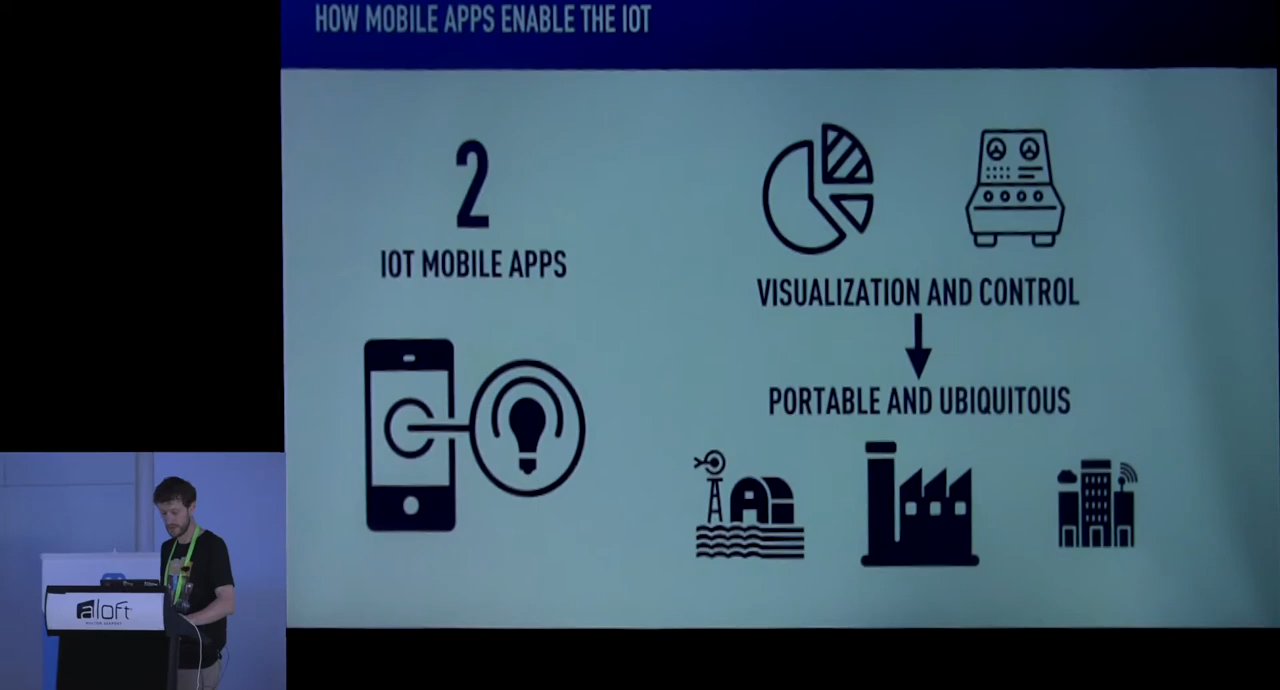 HOW MOBILE APPS ENABLE THE IOT
2
IOT MOBILE APPS
VISUALIZATION AND CONTROL
PORTABLE AND UBIQUITOUS
aloft